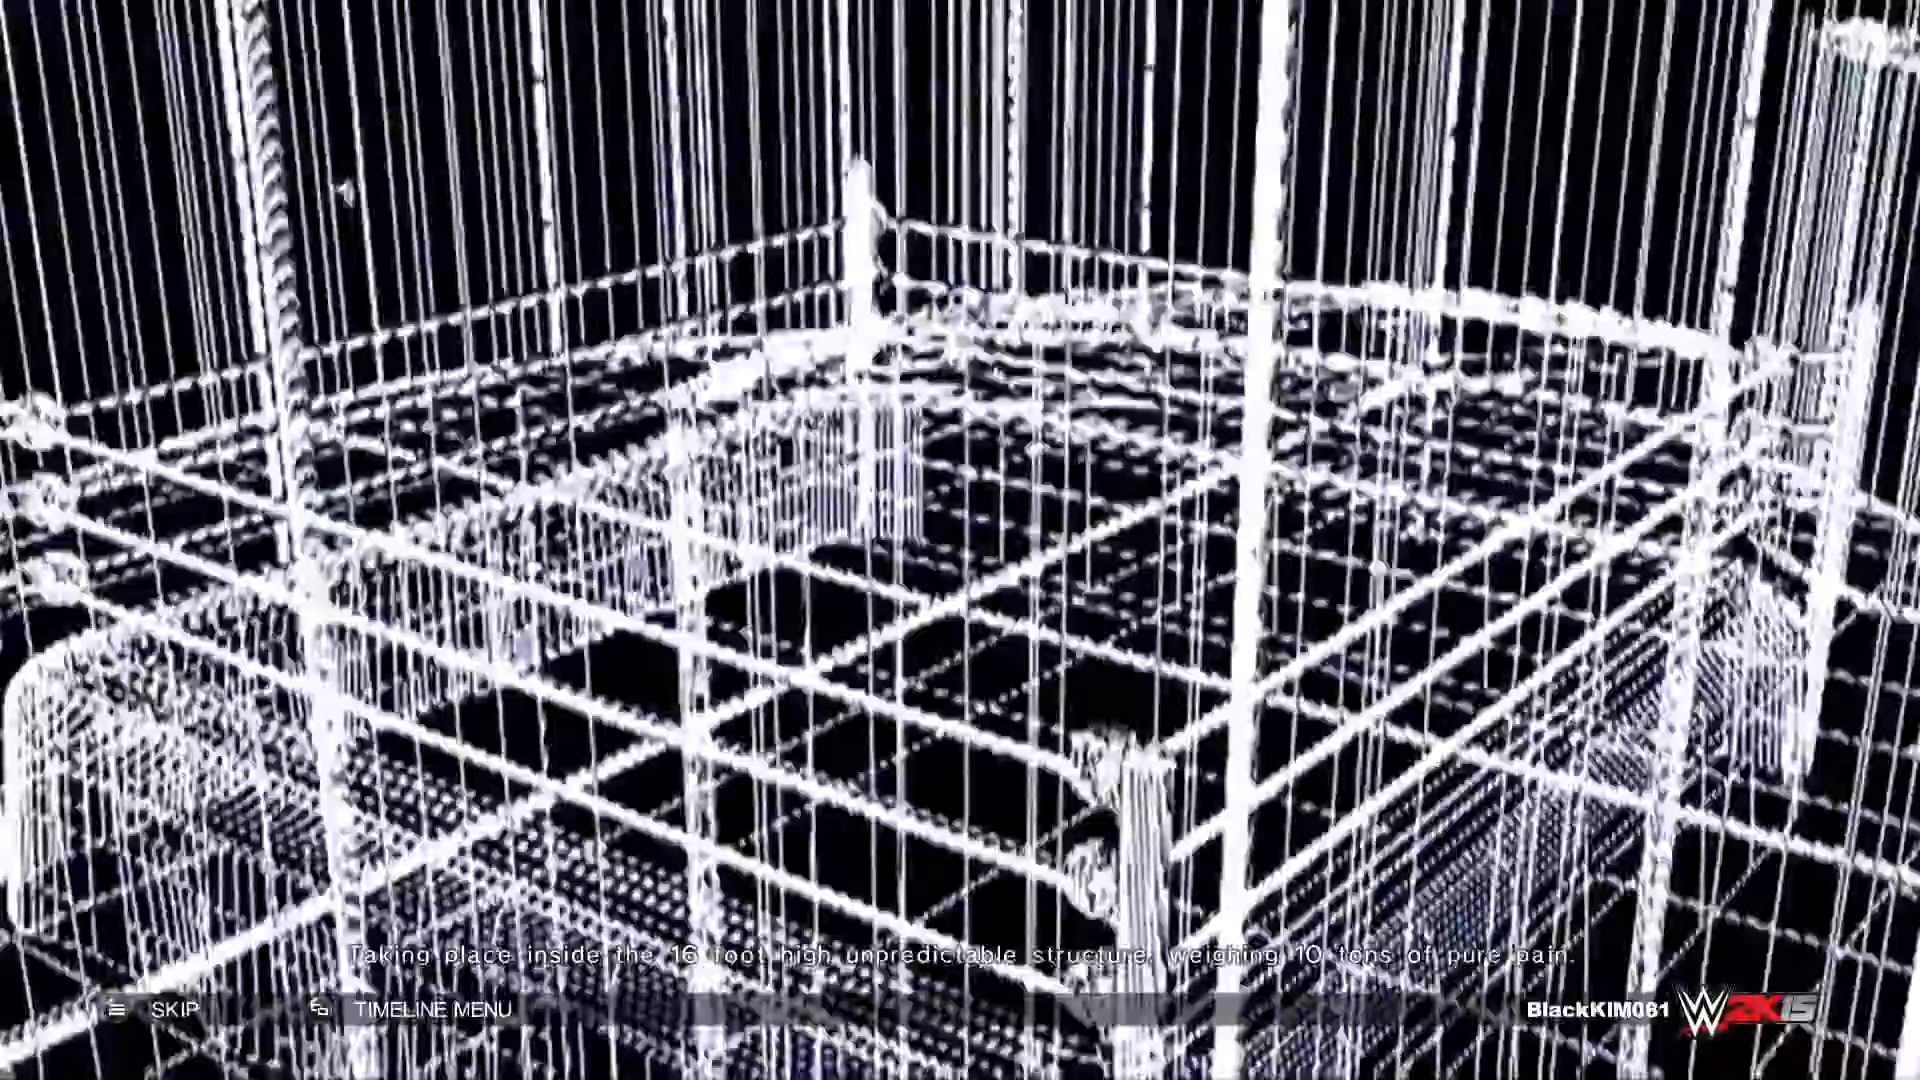 Taking place inside the 16 foot high unpredictable structure, weighing 10 tons of pure pain.
SKIP
TIMELINE MENU
BlackKIM061
W2K15